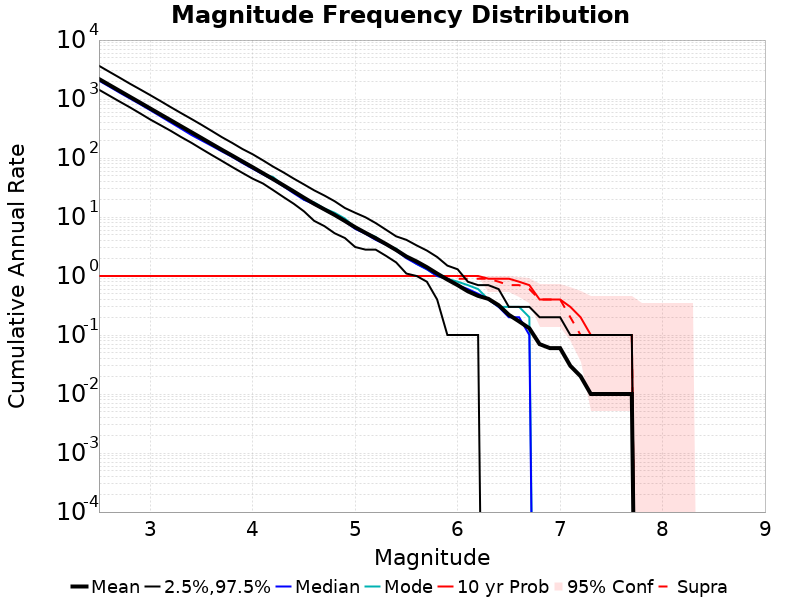 Magnitude Frequency Distribution
10^4
10^3
10^2
10^1
10^0
10^-1
10^-2
10^-3
10^-4
Cumulative Annual Rate
3 4 5 6 7 8 9
Magnitude
Mean 2.5%,97.5% Median Mode 10 yr Prob 95% Conf Supra